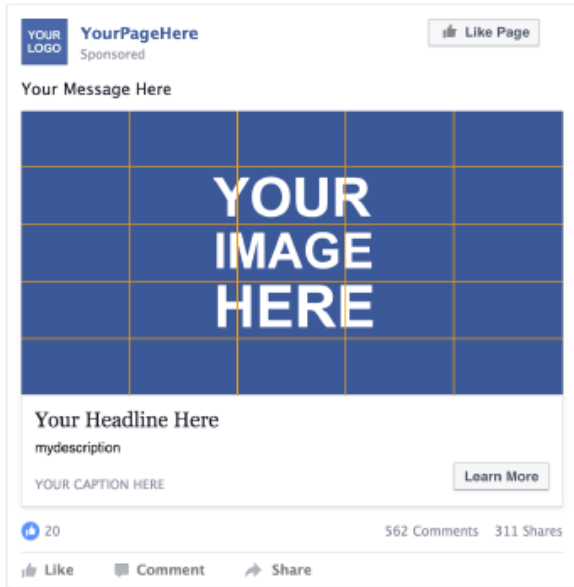 YOUR
LOGO
YourPageHere
Sponsored
Like Page
Your Message Here
YOUR
IMAGE
HERE
Your Headline Here
mydescription
YOUR CAPTION HERE
Learn More
20
562 Comments 311 Shares
Like Comment Share